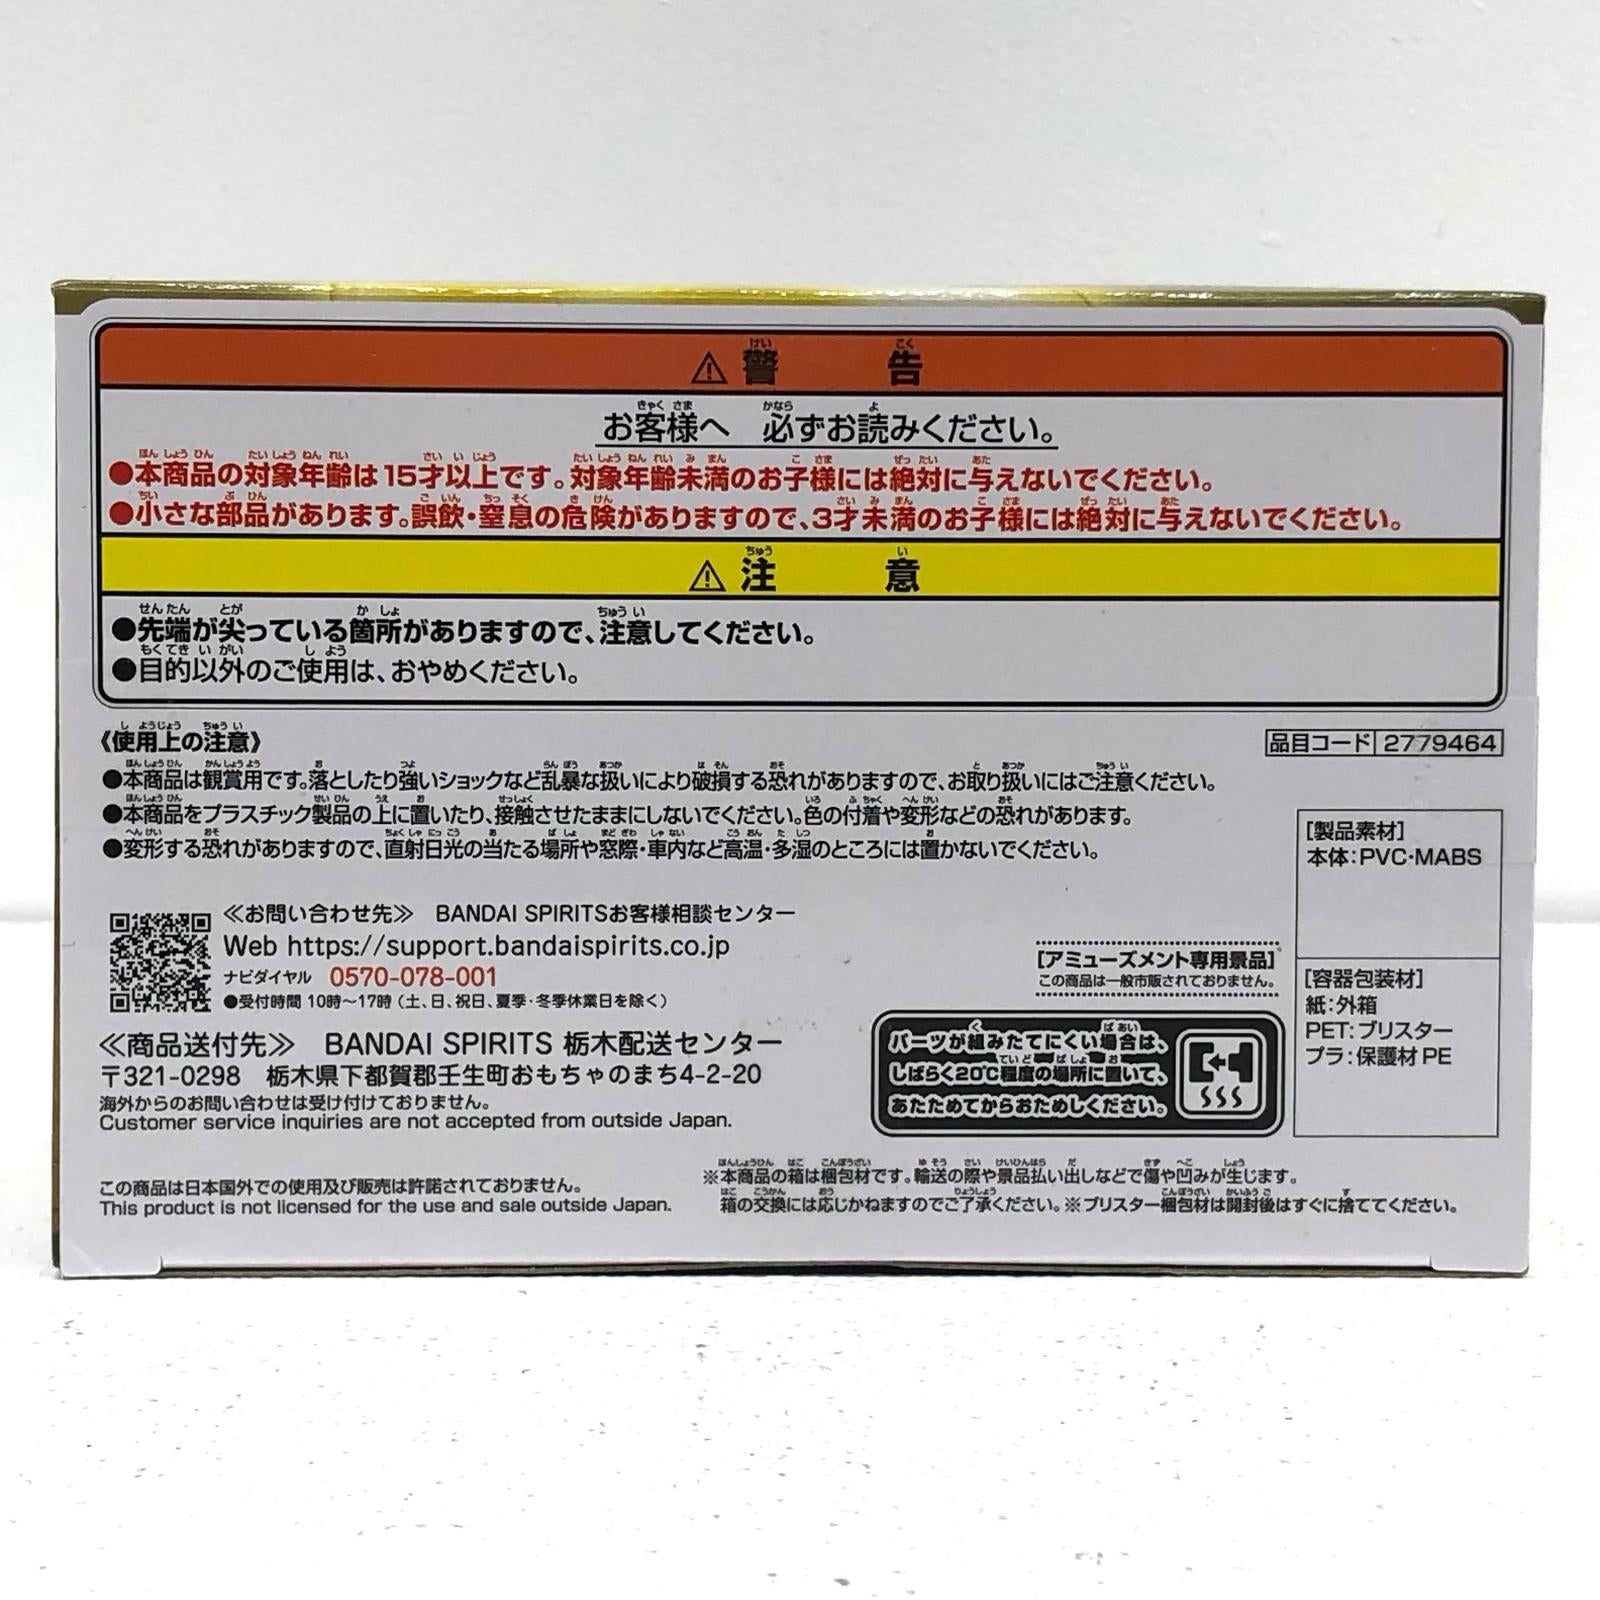 ⚠警告
お客様へ 必ずお読みください。
●本商品の対象年齢は15才以上です。対象年齢未満のお子様には絶対に与えないでください。
●小さな部品があります。誤飲・窒息の危険がありますので、3才未満のお子様には絶対に与えないでください。
⚠注意
●先端が尖っている箇所がありますので、注意してください。
●目的以外のご使用は、おやめください。
《使用上の注意》
品目コード 2779464
●本商品は観賞用です。落としたり強いショックなど乱暴な扱いにより破損する恐れがありますので、お取り扱いにはご注意ください。
●本商品をプラスチック製品の上に置いたり、接触させたままにしないでください。色の付着や変形などの恐れがあります。
●変形する恐れがありますので、直射日光の当たる場所や窓際・車内など高温・多湿のところには置かないでください。
[製品素材]
本体:PVC・MABS
≪お問い合わせ先≫ BANDAI SPIRITSお客様相談センター
Web https://support.bandaispirits.co.jp
ナビダイヤル 0570-078-001
●受付時間 10時～17時(土、日、祝日、夏季・冬季休業日を除く)
[アミューズメント専用景品]
この商品は一般市販されておりません。
[容器包装材]
紙:外箱
PET:ブリスター
プラ:保護材PE
≪商品送付先≫ BANDAI SPIRITS 栃木配送センター
〒321-0298 栃木県下都賀郡壬生町おもちゃのまち4-2-20
海外からのお問い合わせは受け付けておりません。
Customer service inquiries are not accepted from outside Japan.
パーツが組みたてにくい場合は、
しばらく20℃程度の場所に置いて、
あたためてからおためしください。
この商品は日本国外での使用及び販売は許諾されておりません。
This product is not licensed for the use and sale outside Japan.
※本商品の箱は梱包材です。輸送の際や景品払い出しなどで傷や凹みが生じます。
箱の交換には応じかねますのでご了承ください。※ブリスター梱包材は開封後はすぐに捨ててください。